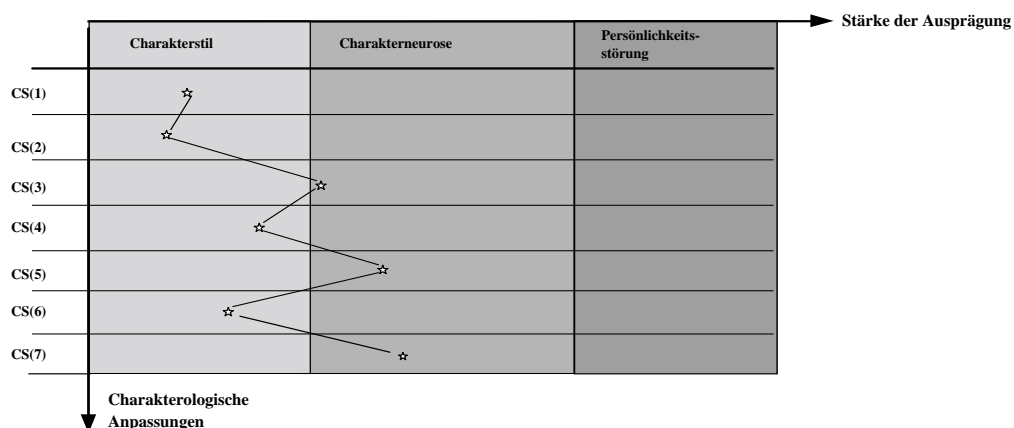 Stärke der Ausprägung
Charakterstil
Charakterneurose
Persönlichkeits-
störung
CS(1)
CS(2)
CS(3)
CS(4)
CS(5)
CS(6)
CS(7)
Charakterologische
Anpassungen